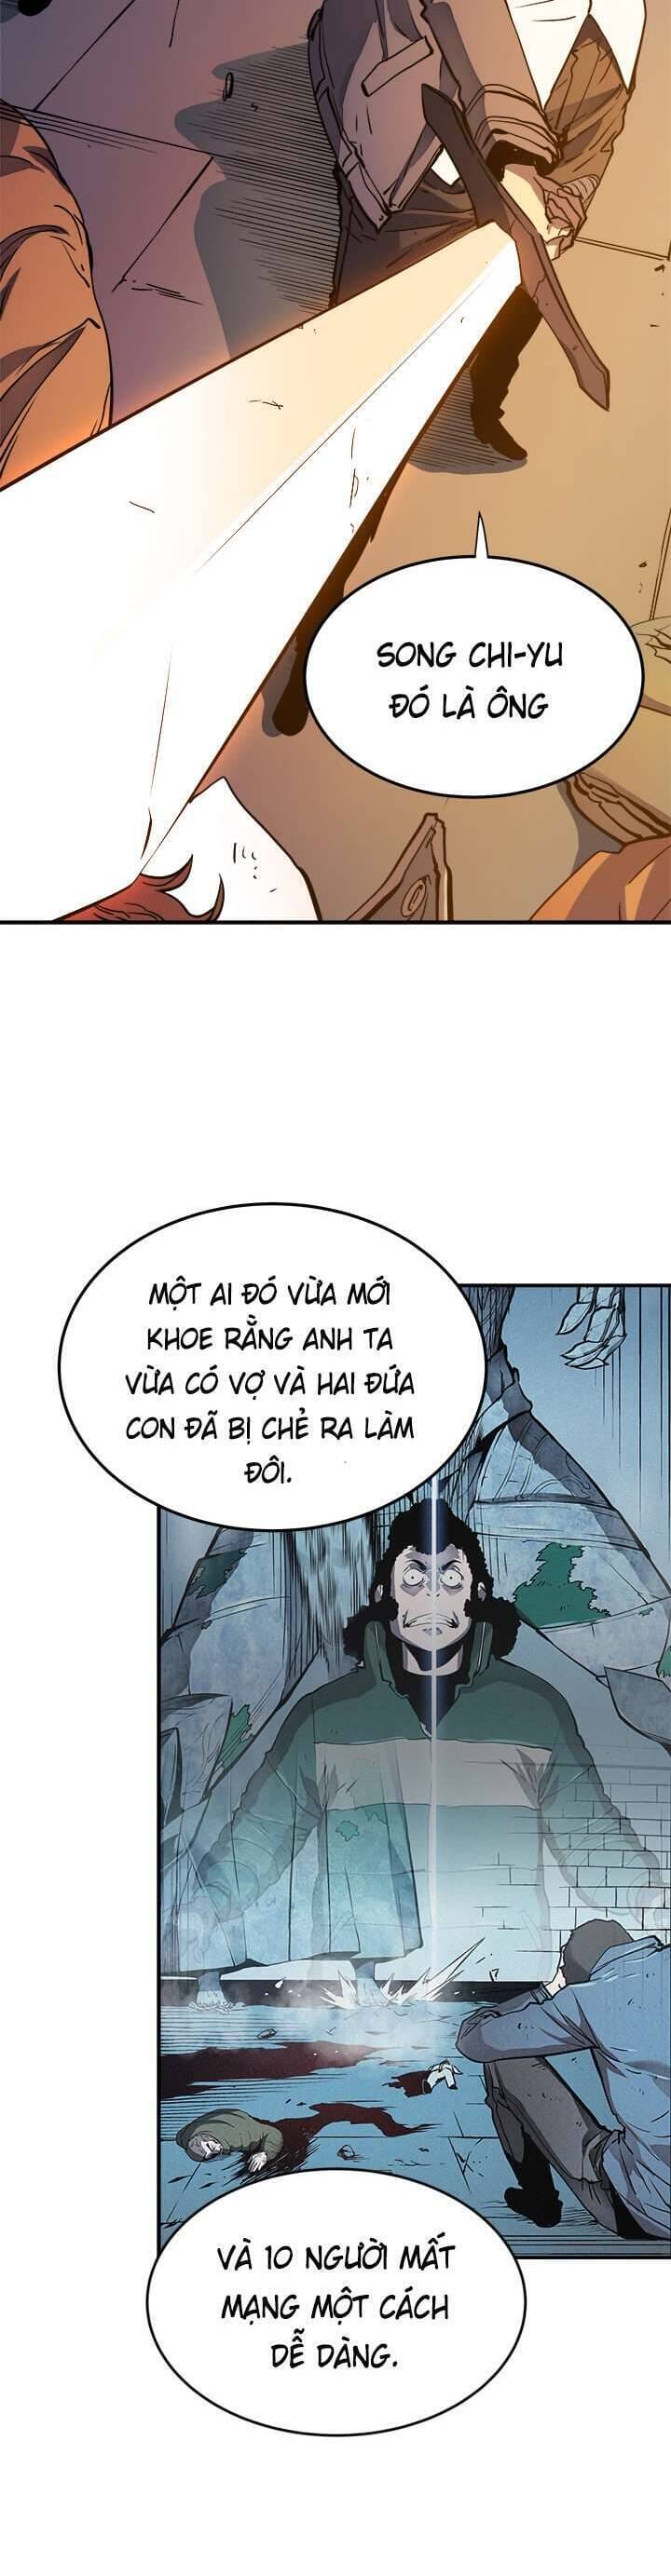 SONG CHI-YU
ĐÓ LÀ ÔNG
MỘT AI ĐÓ VỪA MỚI
KHOE RẰNG ANH TA
VỪA CÓ VỢ VÀ HAI ĐỨA
CON ĐÃ BỊ CHẺ RA LÀM
ĐÔI.
VÀ 10 NGƯỜI MẤT
MẠNG MỘT CÁCH
DỄ DÀNG.